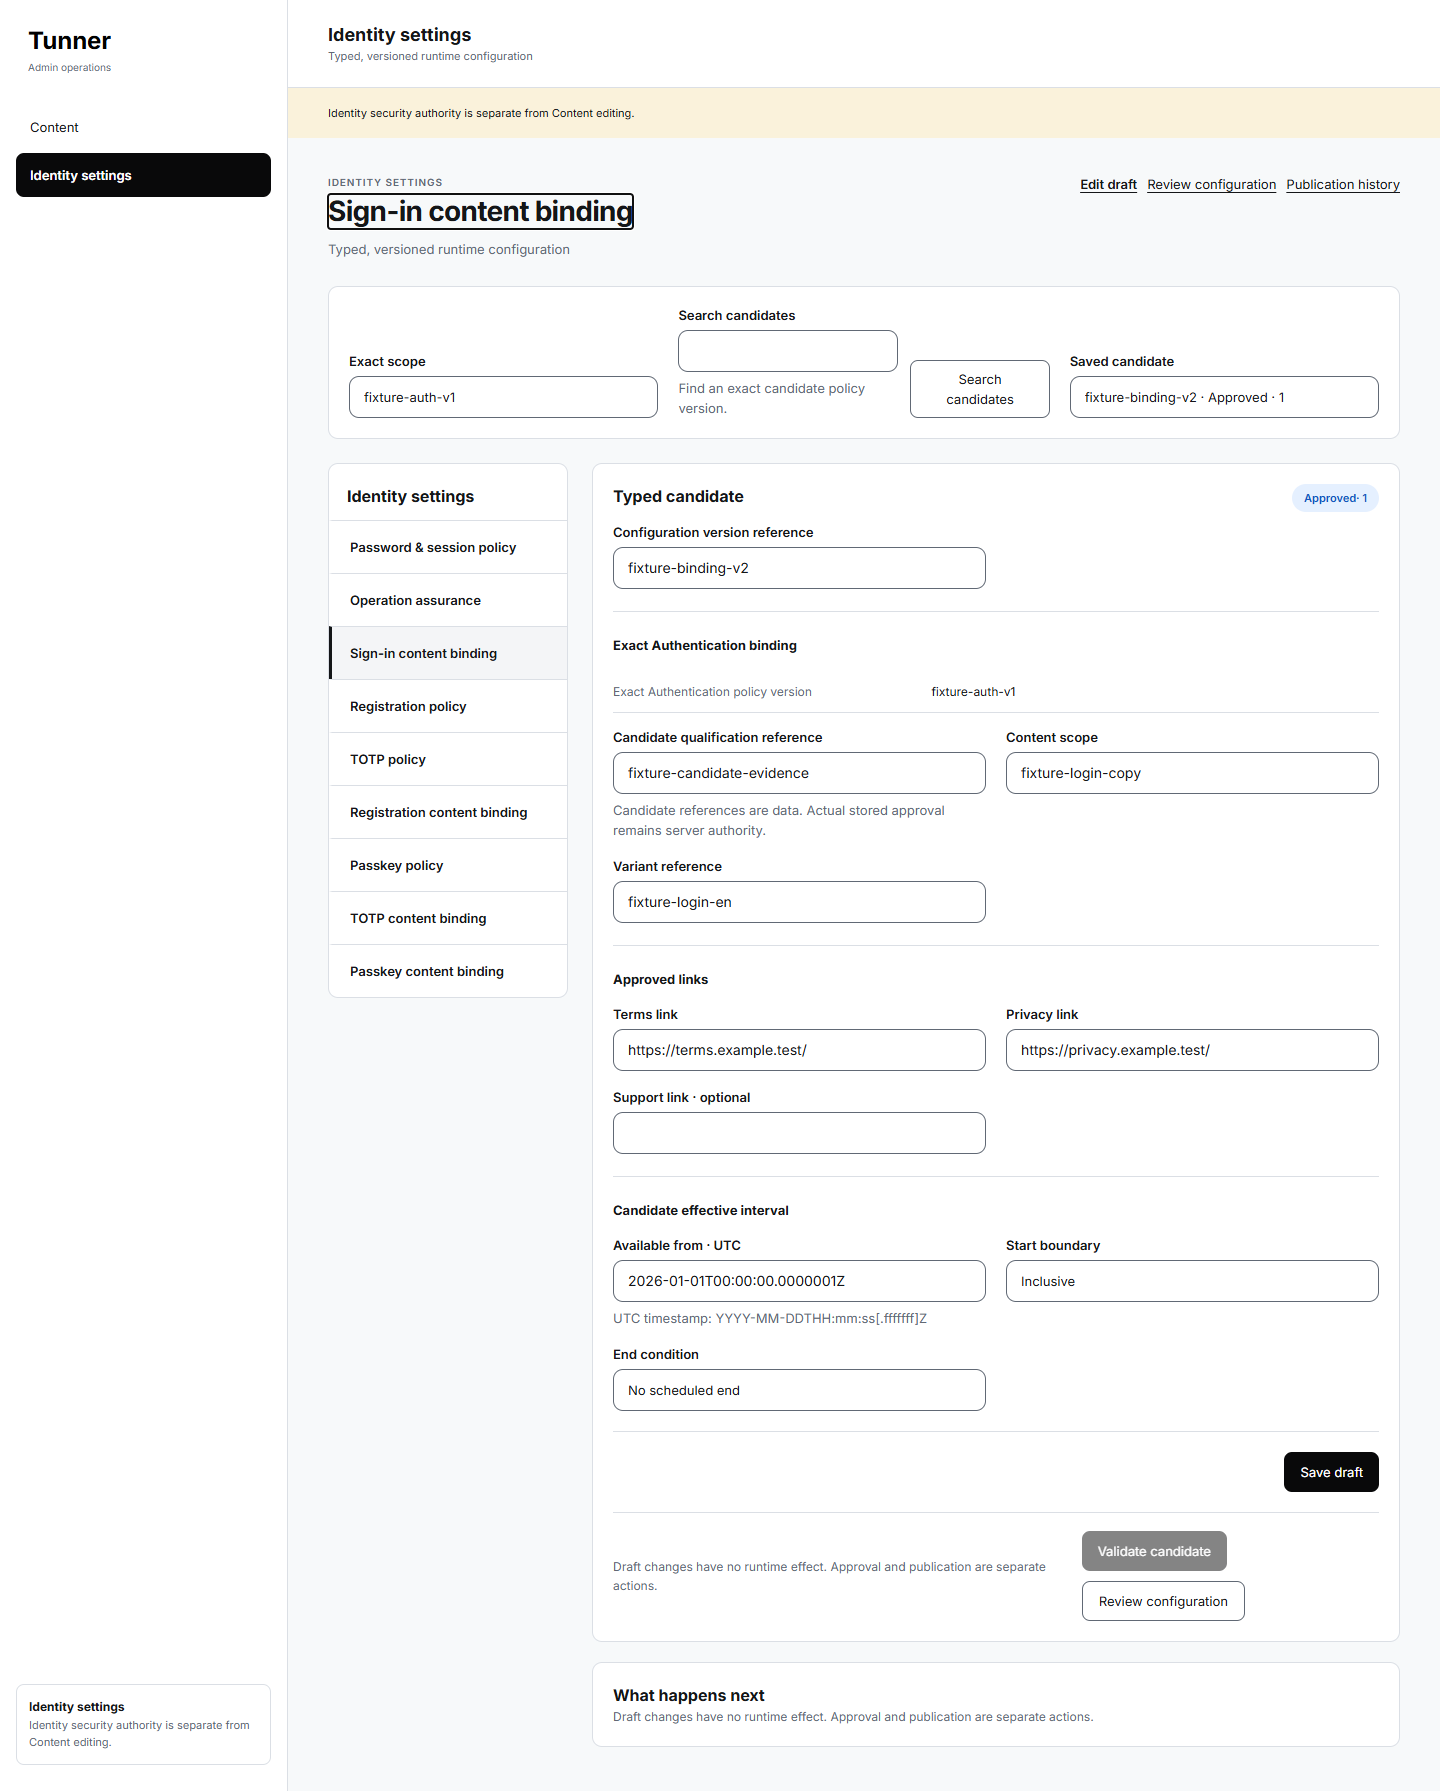 Tunner
Admin operations
Content
Identity settings
Identity settings
Typed, versioned runtime configuration
Identity security authority is separate from Content editing.
IDENTITY SETTINGS
Sign-in content binding
Typed, versioned runtime configuration
Edit draft
Review configuration
Publication history
Exact scope
fixture-auth-v1
Search candidates
Find an exact candidate policy
version.
Search
candidates
Saved candidate
fixture-binding-v2 · Approved · 1
Identity settings
Password & session policy
Operation assurance
Sign-in content binding
Registration policy
TOTP policy
Registration content binding
Passkey policy
TOTP content binding
Passkey content binding
Typed candidate
Approved· 1
Configuration version reference
fixture-binding-v2
Exact Authentication binding
Exact Authentication policy version
fixture-auth-v1
Candidate qualification reference
fixture-candidate-evidence
Candidate references are data. Actual stored approval
remains server authority.
Content scope
fixture-login-copy
Variant reference
fixture-login-en
Approved links
Terms link
https://terms.example.test/
Privacy link
https://privacy.example.test/
Support link · optional
Candidate effective interval
Available from · UTC
2026-01-01T00:00:00.0000001Z
UTC timestamp: YYYY-MM-DDTHH:mm:ss[.fffffff]Z
Start boundary
Inclusive
End condition
No scheduled end
Save draft
Draft changes have no runtime effect. Approval and publication are separate
actions.
Validate candidate
Review configuration
What happens next
Draft changes have no runtime effect. Approval and publication are separate actions.
Identity settings
Identity security authority is separate from
Content editing.